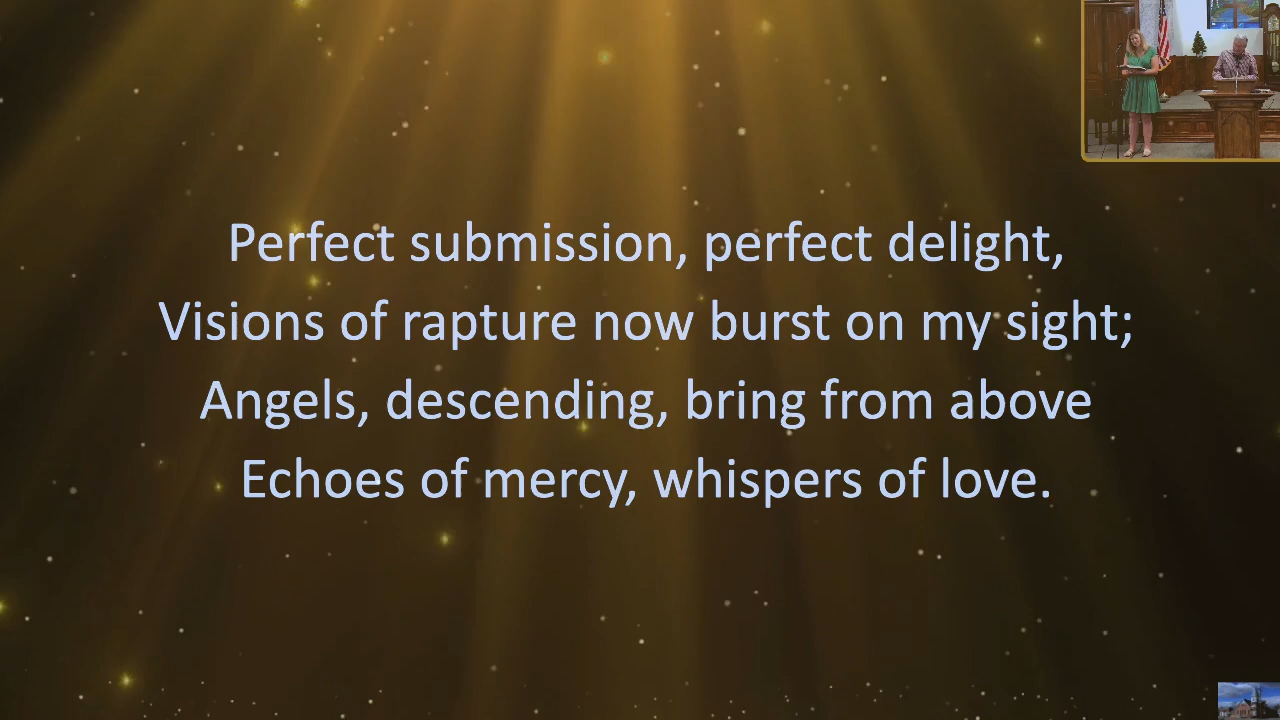 Perfect submission, perfect delight,
Visions of rapture now burst on my sight;
Angels, descending, bring from above
Echoes of mercy, whispers of love.